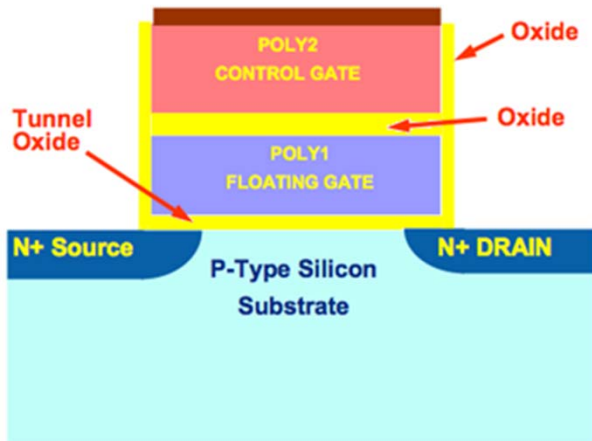 POLY2
CONTROL GATE
Oxide
Oxide
Tunnel
Oxide
POLY1
FLOATING GATE
N+ Source
N+ DRAIN
P-Type Silicon
Substrate